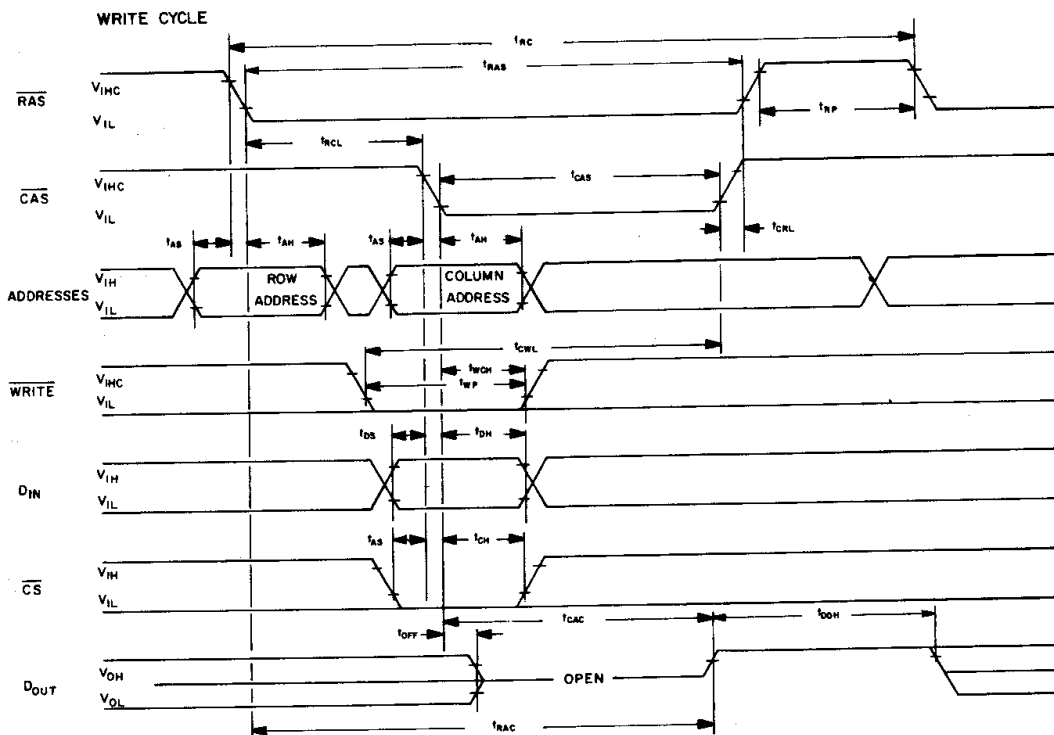 WRITE CYCLE
tRC
tRAS
RAS
VIHC
VIL
tRP
tRCL
CAS
VIHC
VIL
tCAS
tCRL
tAS
tAH
tAS
tAH
ADDRESSES
VIH
VIL
ROW
ADDRESS
COLUMN
ADDRESS
tCWL
WRITE
VIHC
VIL
tWCH
tWP
tDS
tDH
DIN
VIH
VIL
tAS
tCH
CS
VIH
VIL
tOFF
tCAC
tDOH
DOUT
VOH
VOL
OPEN
tRAC